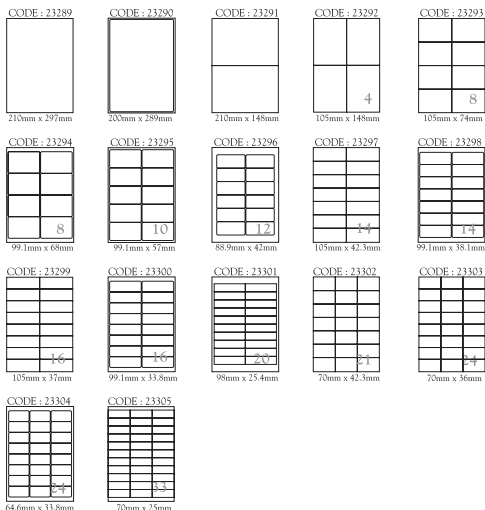 CODE : 23289
CODE : 23290
CODE : 23291
CODE : 23292
CODE : 23293
4
8
210mm x 297mm
200mm x 289mm
210mm x 148mm
105mm x 148mm
105mm x 74mm
CODE : 23294
CODE : 23295
CODE : 23296
CODE : 23297
CODE : 23298
8
10
12
14
14
99.1mm x 68mm
99.1mm x 57mm
88.9mm x 42mm
105mm x 42.3mm
99.1mm x 38.1mm
CODE : 23299
CODE : 23300
CODE : 23301
CODE : 23302
CODE : 23303
16
16
20
21
24
105mm x 37mm
99.1mm x 33.8mm
98mm x 25.4mm
70mm x 42.3mm
70mm x 36mm
CODE : 23304
CODE : 23305
24
33
64.6mm x 33.8mm
70mm x 25mm